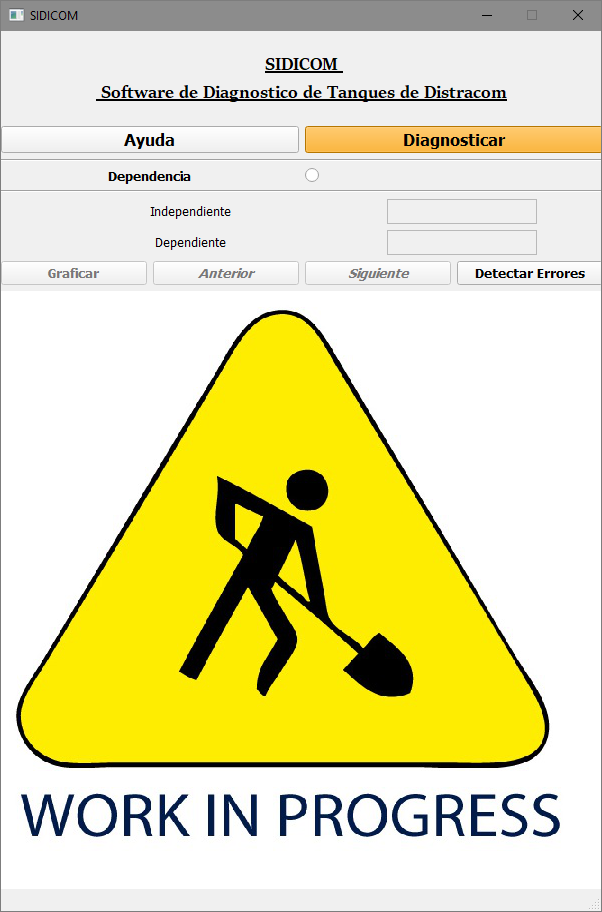 SIDICOM
SIDICOM
Software de Diagnostico de Tanques de Distracom
Ayuda Diagnosticar
Dependencia
Independiente
Dependiente
Graficar Anterior Siguiente Detectar Errores
WORK IN PROGRESS